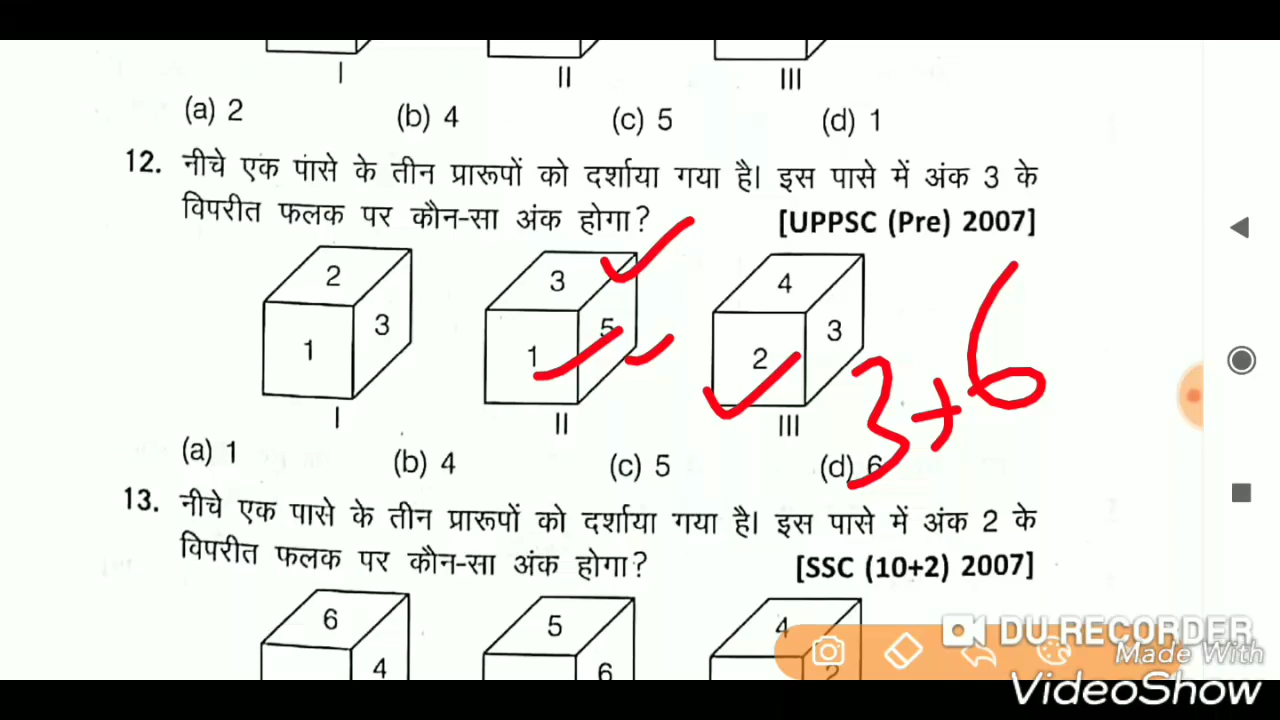 I II III
(a) 2 (b) 4 (c) 5 (d) 1
12. नीचे एक पासे के तीन प्रारूपों को दर्शाया गया है। इस पासे में अंक 3 के
विपरीत फलक पर कौन-सा अंक होगा? [UPPSC (Pre) 2007]
2 3 4
1 3 1 5 2 3
3+6
I II III
(a) 1 (b) 4 (c) 5 (d) 6
13. नीचे एक पासे के तीन प्रारूपों को दर्शाया गया है। इस पासे में अंक 2 के
विपरीत फलक पर कौन-सा अंक होगा? [SSC (10+2) 2007]
6 5 4
4 6 2
DU RECORDER
Made With
VideoShow